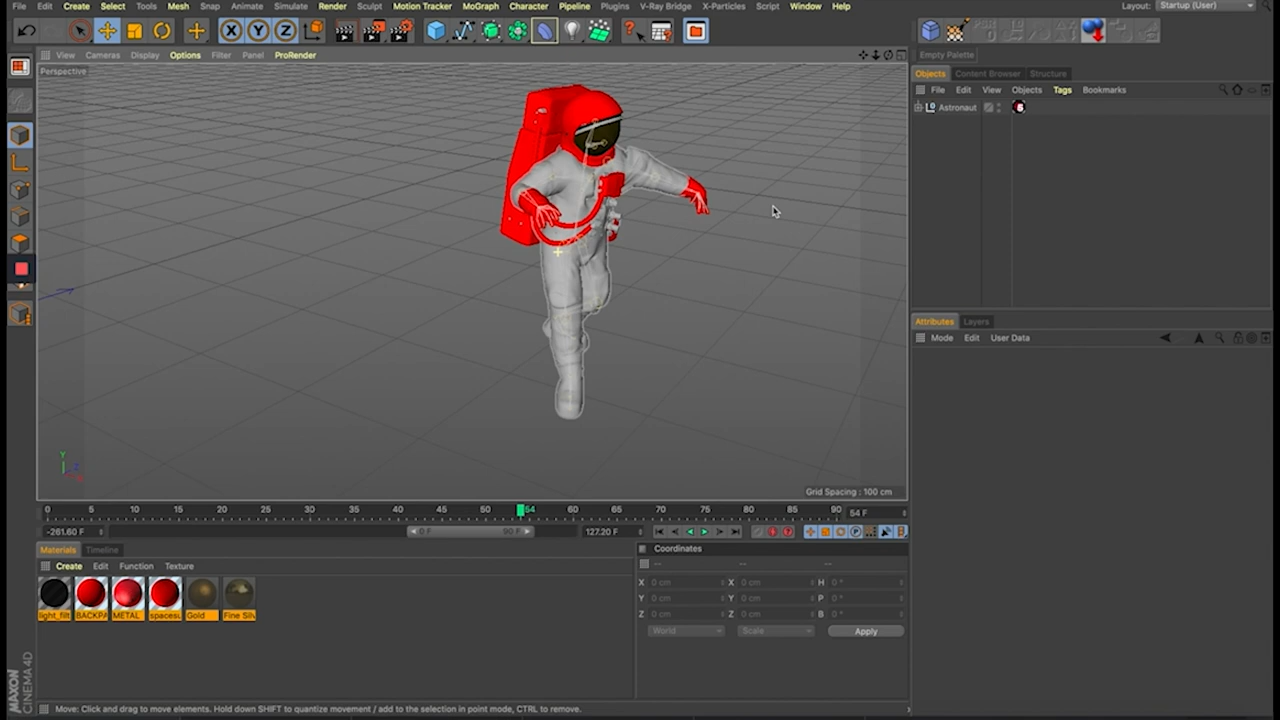 File Edit Create Select Tools Mesh Snap Animate Simulate Render Sculpt Motion Tracker MoGraph Character Pipeline Plugins V-Ray Bridge X-Particles Script Window Help Layout: Startup (User)
X Y Z
Empty Palette
View Cameras Display Options Filter Panel ProRender
Perspective
Objects Content Browser Structure
File Edit View Objects Tags Bookmarks
Astronaut
Attributes Layers
Mode Edit User Data
Y
Z
Grid Spacing : 100 cm
0 5 10 15 20 25 30 35 40 45 50 54 60 65 70 75 80 85 90 54 F
-261.60 F 0 F 90 F 127.20 F
Materials Timeline
Create Edit Function Texture
light_filt BACKPA METAL spacesu Gold Fine Silv
Coordinates
-- -- --
X 0 cm X 0 cm H 0 °
Y 0 cm Y 0 cm P 0 °
Z 0 cm Z 0 cm B 0 °
World Scale Apply
MAXON
CINEMA 4D
Move: Click and drag to move elements. Hold down SHIFT to quantize movement / add to the selection in point mode, CTRL to remove.